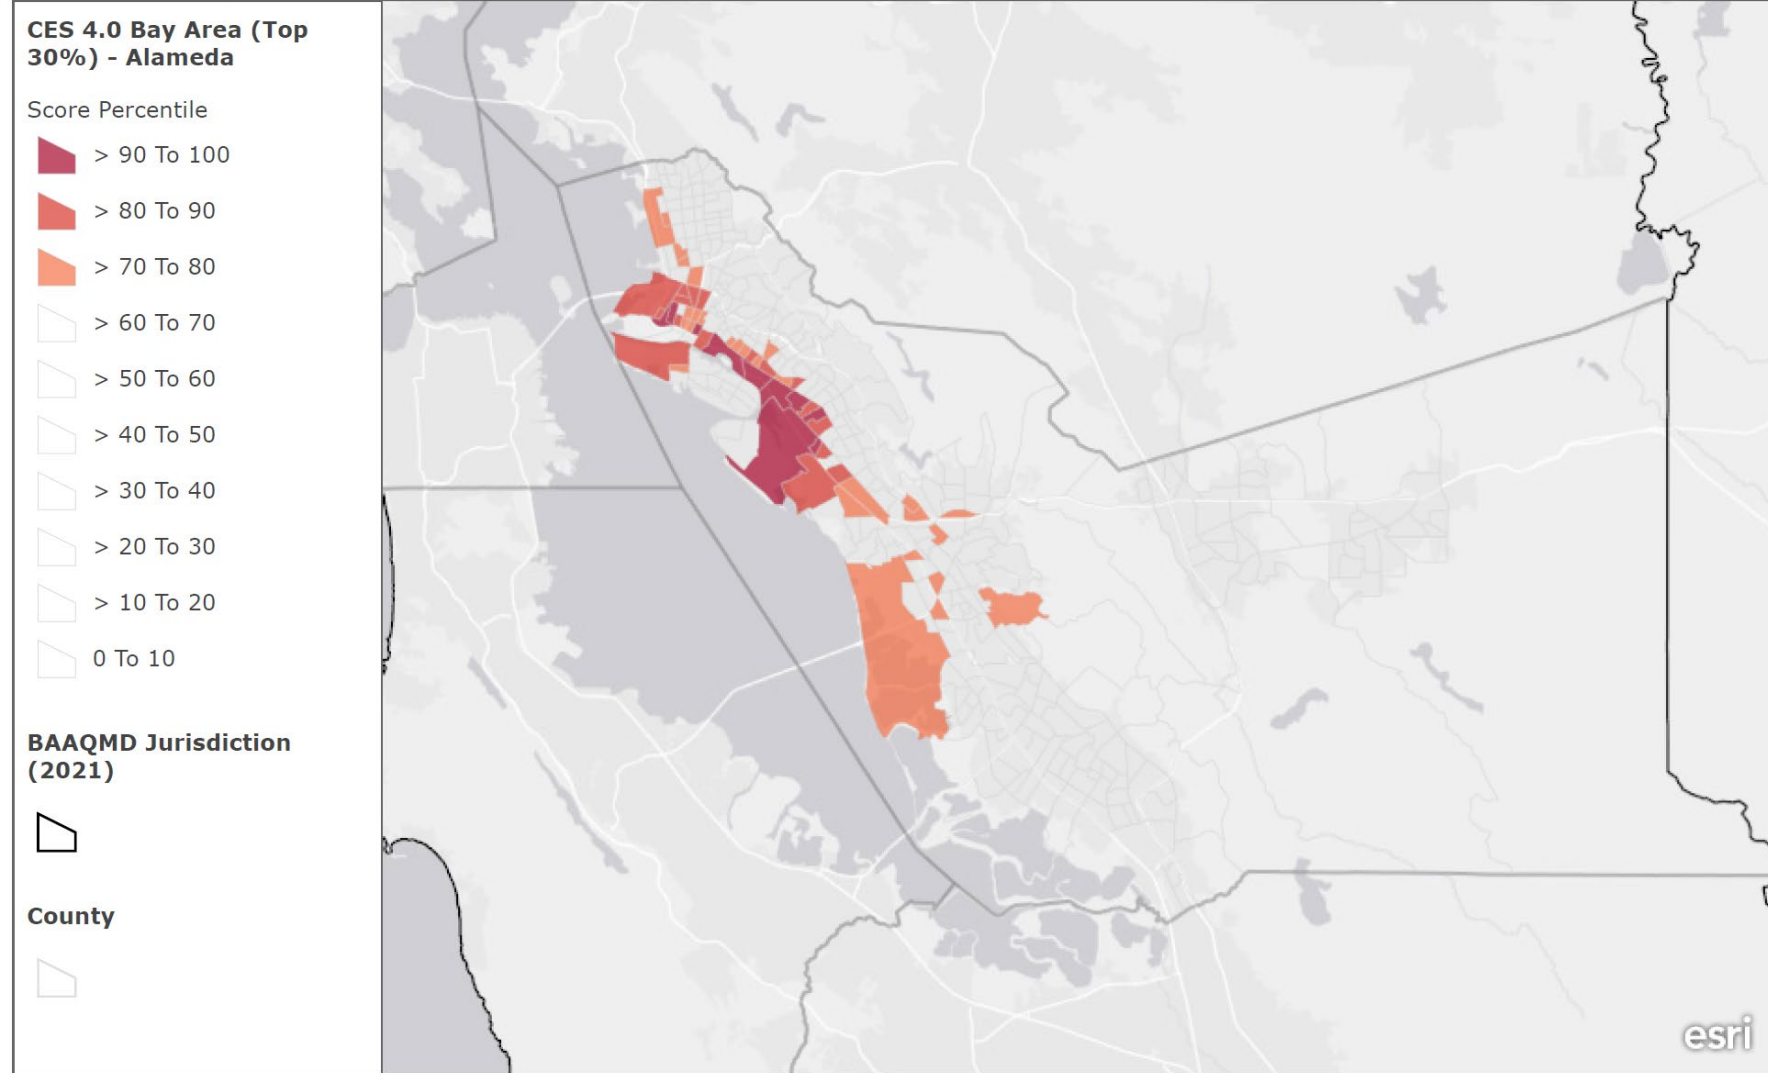 CES 4.0 Bay Area (Top
30%) - Alameda
Score Percentile
> 90 To 100
> 80 To 90
> 70 To 80
> 60 To 70
> 50 To 60
> 40 To 50
> 30 To 40
> 20 To 30
> 10 To 20
0 To 10
BAAQMD Jurisdiction
(2021)
County
esri